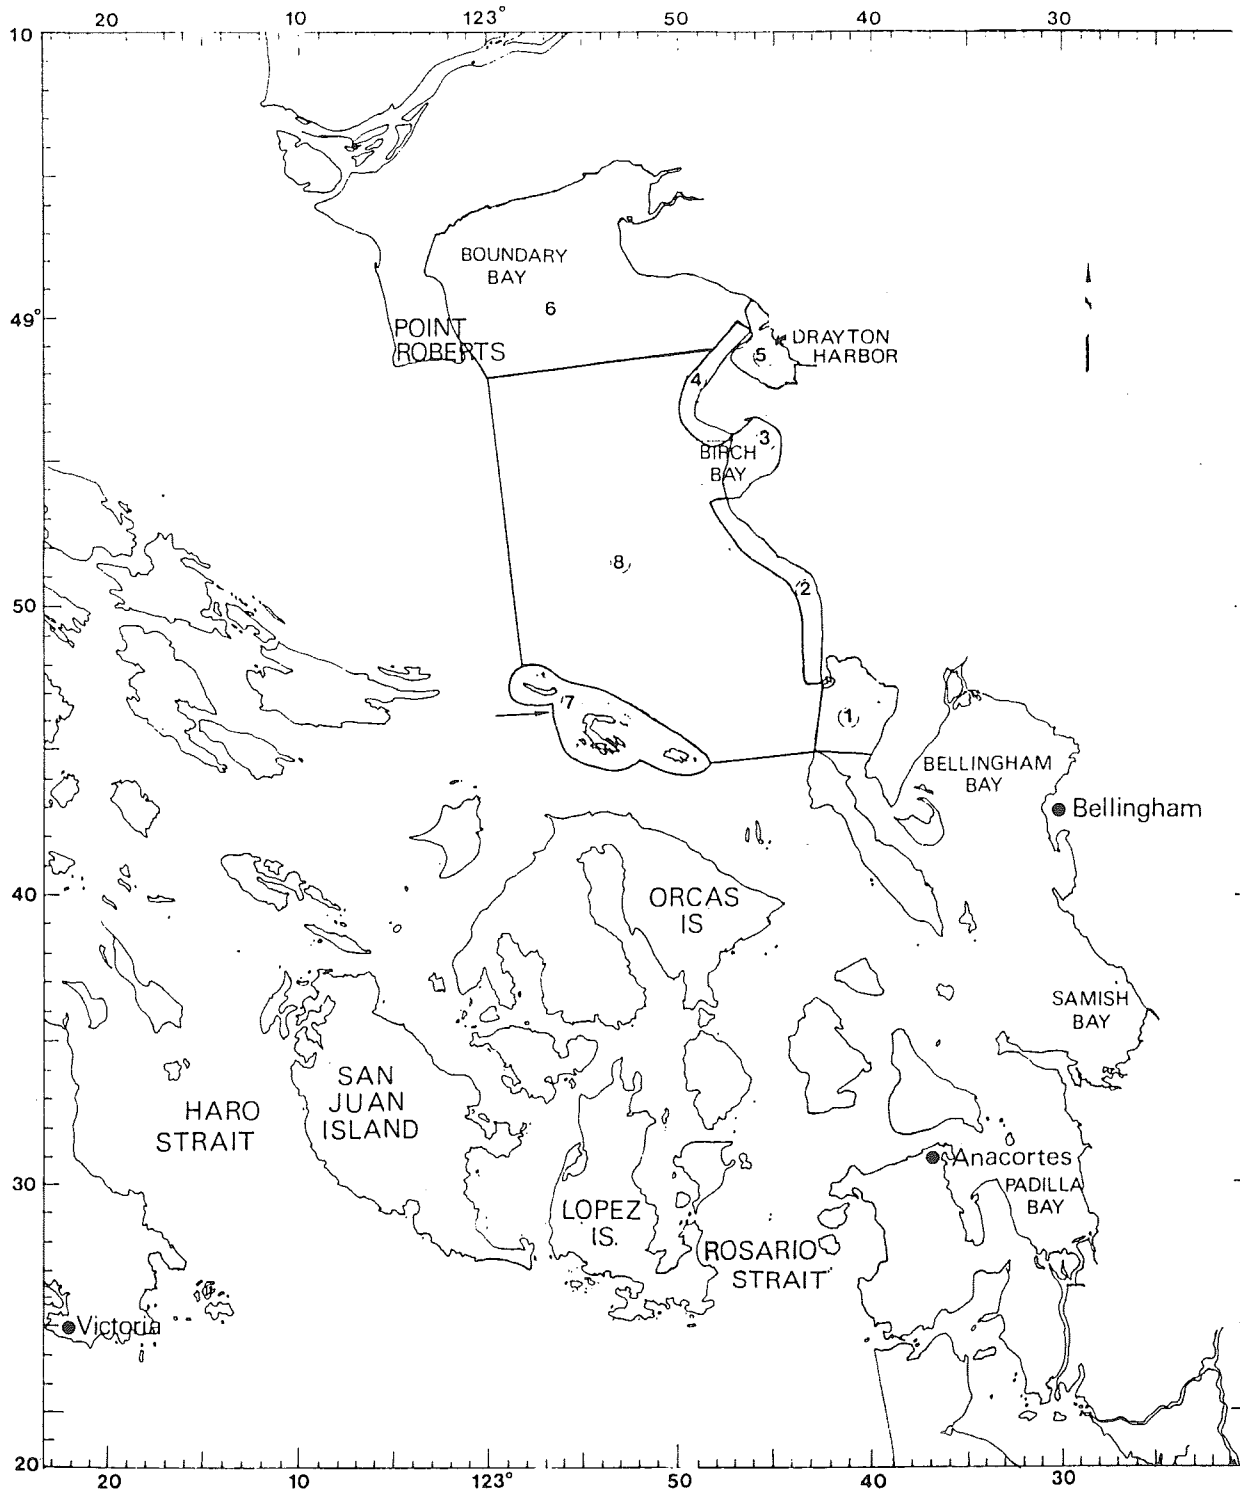 20 10 123° 50 40 30
10
BOUNDARY
BAY
6
49°
POINT
ROBERTS
DRAYTON
HARBOR
5
4
3
BIRCH
BAY
8
2
50
7
1
BELLINGHAM
BAY
Bellingham
40
ORCAS
IS
SAMISH
BAY
SAN
JUAN
ISLAND
HARO
STRAIT
Anacortes
30
PADILLA
BAY
LOPEZ
IS.
ROSARIO
STRAIT
Victoria
20
20 10 123° 50 40 30